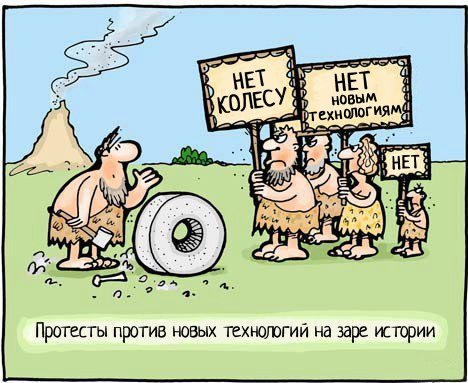 НЕТ
КОЛЕСУ
НЕТ
НОВЫМ
ТЕХНОЛОГИЯМ
НЕТ
Протесты против новых технологий на заре истории